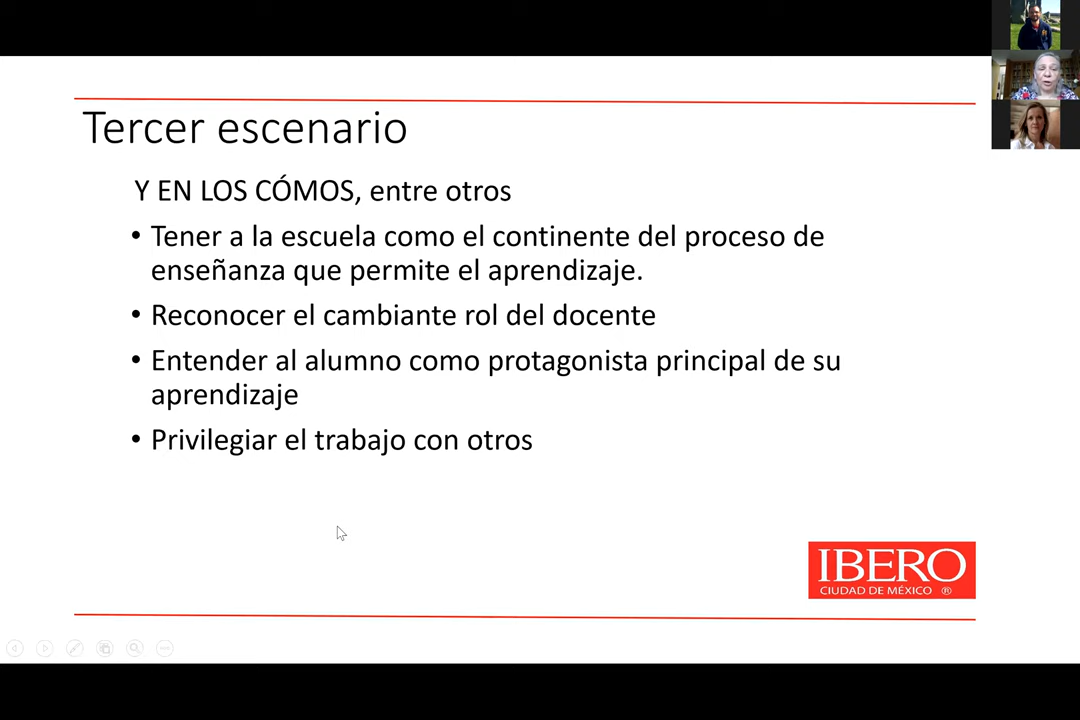 Tercer escenario
Y EN LOS CÓMOS, entre otros
• Tener a la escuela como el continente del proceso de
enseñanza que permite el aprendizaje.
• Reconocer el cambiante rol del docente
• Entender al alumno como protagonista principal de su
aprendizaje
• Privilegiar el trabajo con otros
IBERO
CIUDAD DE MÉXICO ®